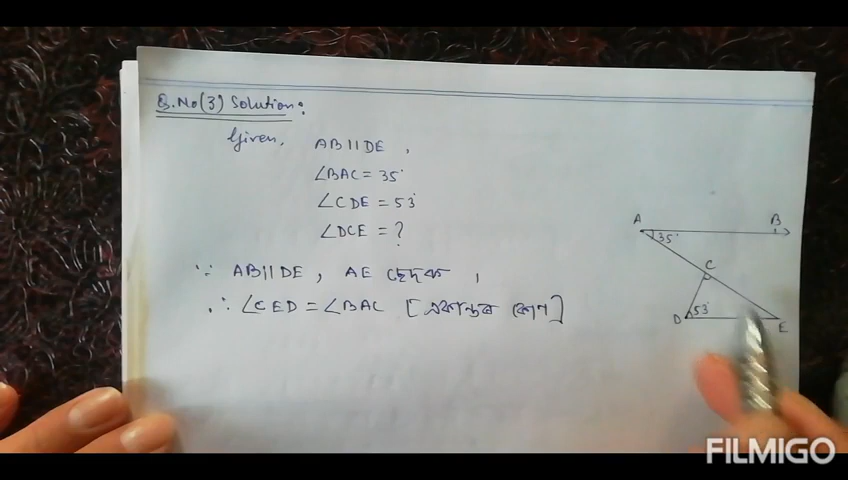 Q.No(3) Solution:
Given, AB||DE,
∠BAC = 35°
∠CDE = 53°
∠DCE = ?
∵ AB||DE, AE ছেদক,
∴ ∠CED = ∠BAC [একান্তৰ কোণ]
A B
35°
C
D 53° E
FILMIGO